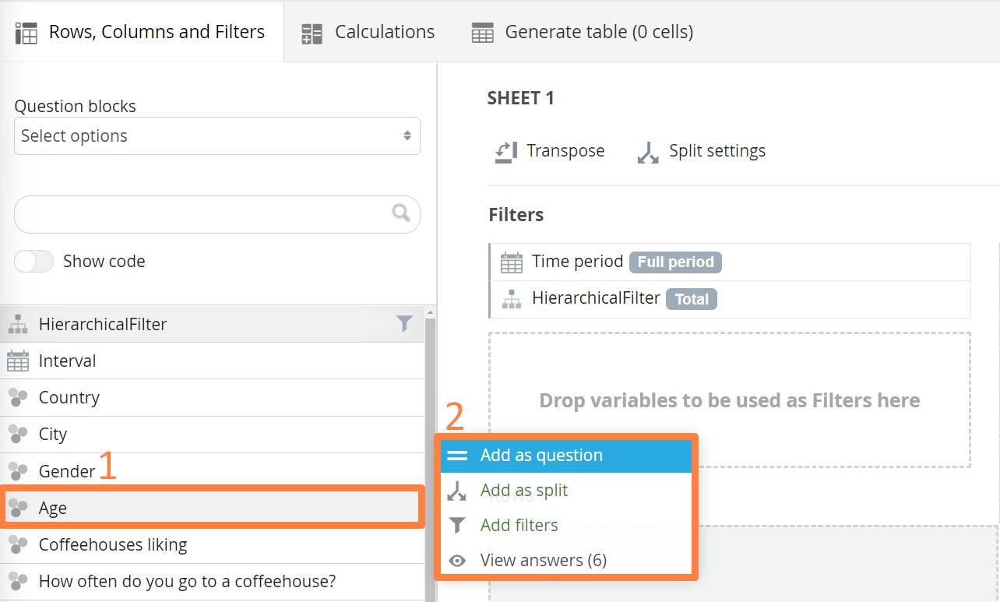 Rows, Columns and Filters
Calculations
Generate table (0 cells)
Question blocks
Select options
Show code
HierarchicalFilter
Interval
Country
City
Gender
1
Age
Coffeehouses liking
How often do you go to a coffeehouse?
SHEET 1
Transpose
Split settings
Filters
Time period Full period
HierarchicalFilter Total
Drop variables to be used as Filters here
2
Add as question
Add as split
Rows
Add filters
View answers (6)